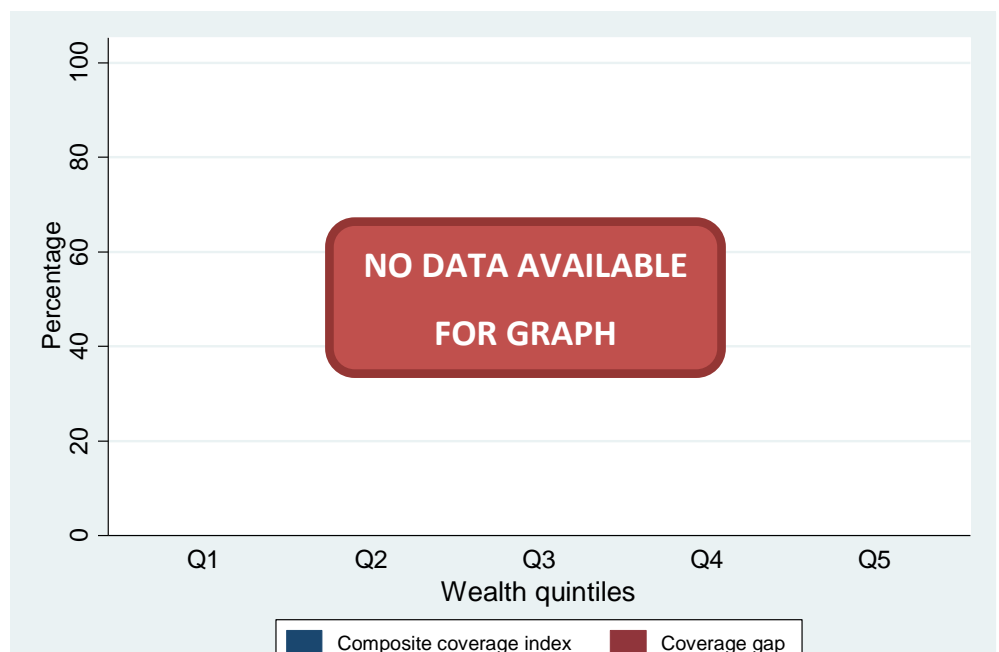 100
80
60
40
20
0
Percentage
NO DATA AVAILABLE
FOR GRAPH
Q1 Q2 Q3 Q4 Q5
Wealth quintiles
Composite coverage index Coverage gap